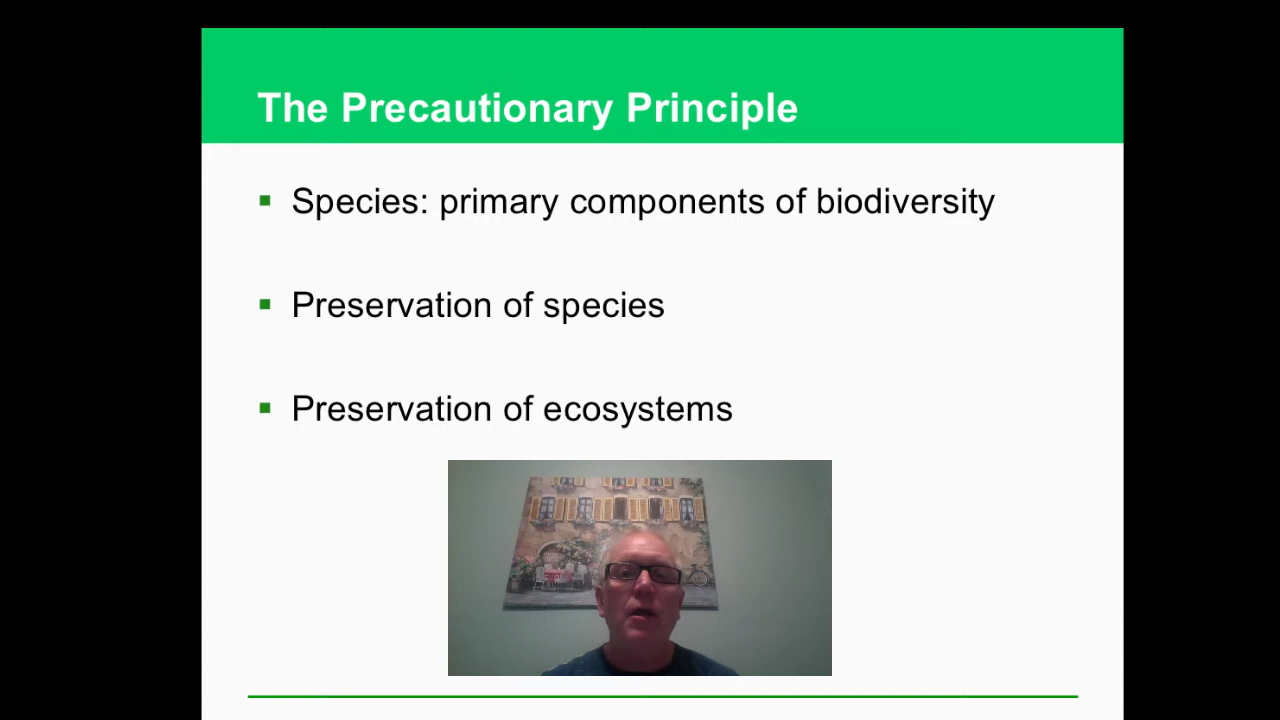 The Precautionary Principle
Species: primary components of biodiversity
Preservation of species
Preservation of ecosystems